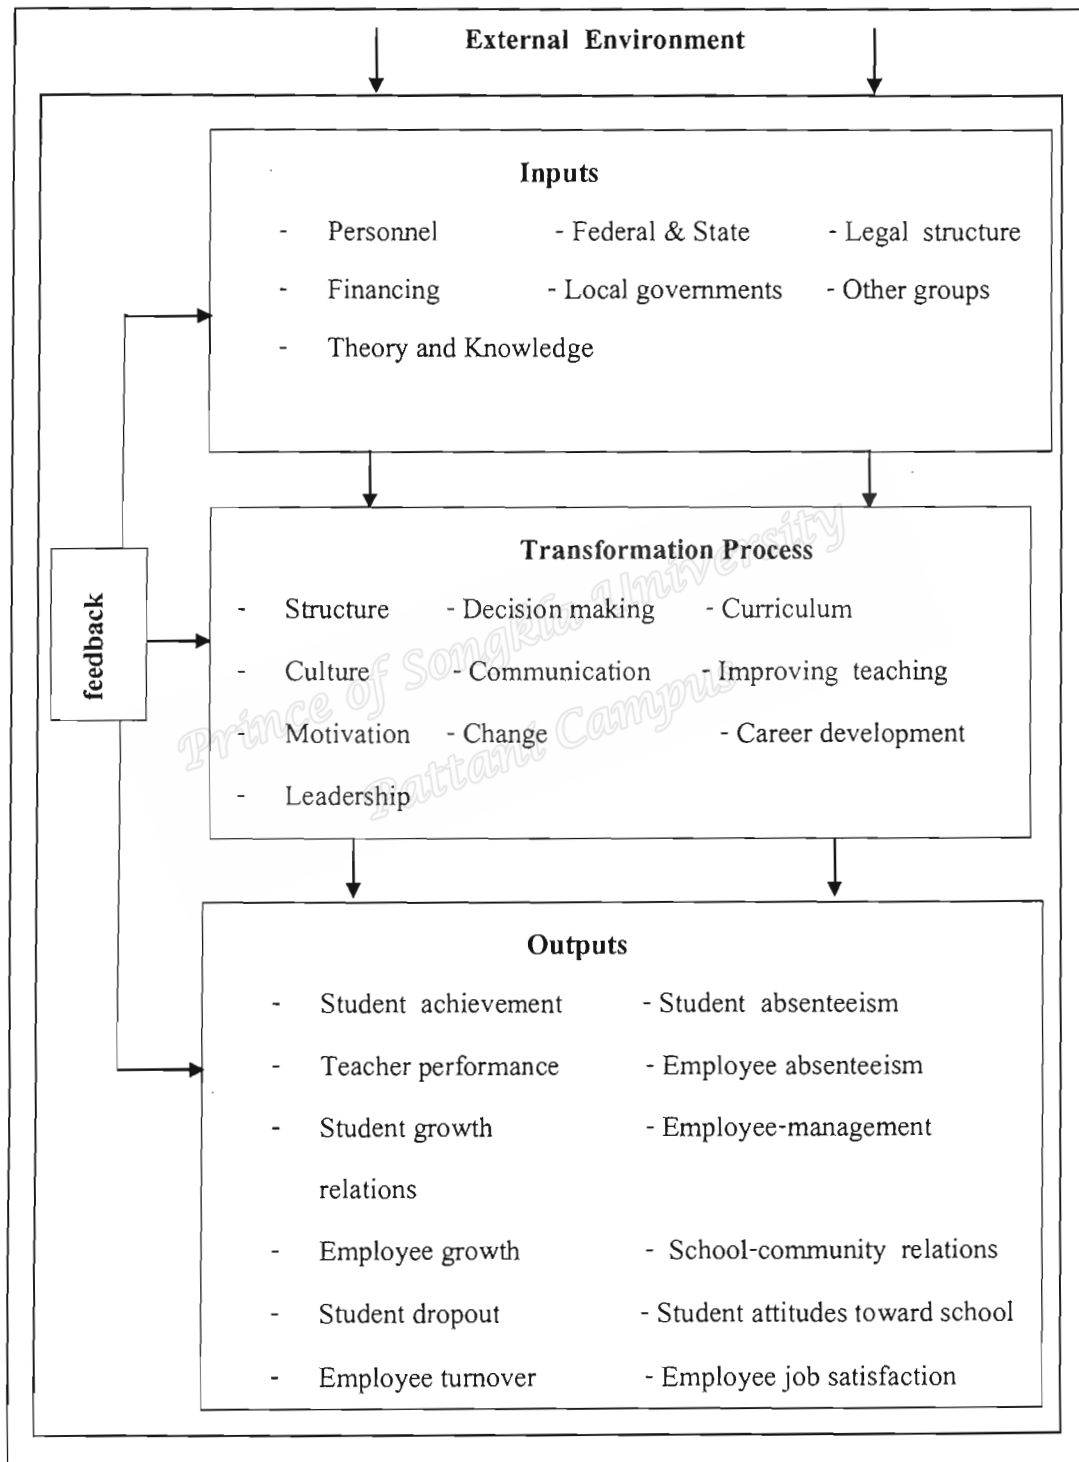 External Environment
Inputs
- Personnel - Federal & State - Legal structure
- Financing - Local governments - Other groups
- Theory and Knowledge
feedback
Transformation Process
- Structure - Decision making - Curriculum
- Culture - Communication - Improving teaching
- Motivation - Change - Career development
- Leadership
Prince of Songkla University
Pattani Campus
Outputs
- Student achievement - Student absenteeism
- Teacher performance - Employee absenteeism
- Student growth - Employee-management
relations
- Employee growth - School-community relations
- Student dropout - Student attitudes toward school
- Employee turnover - Employee job satisfaction